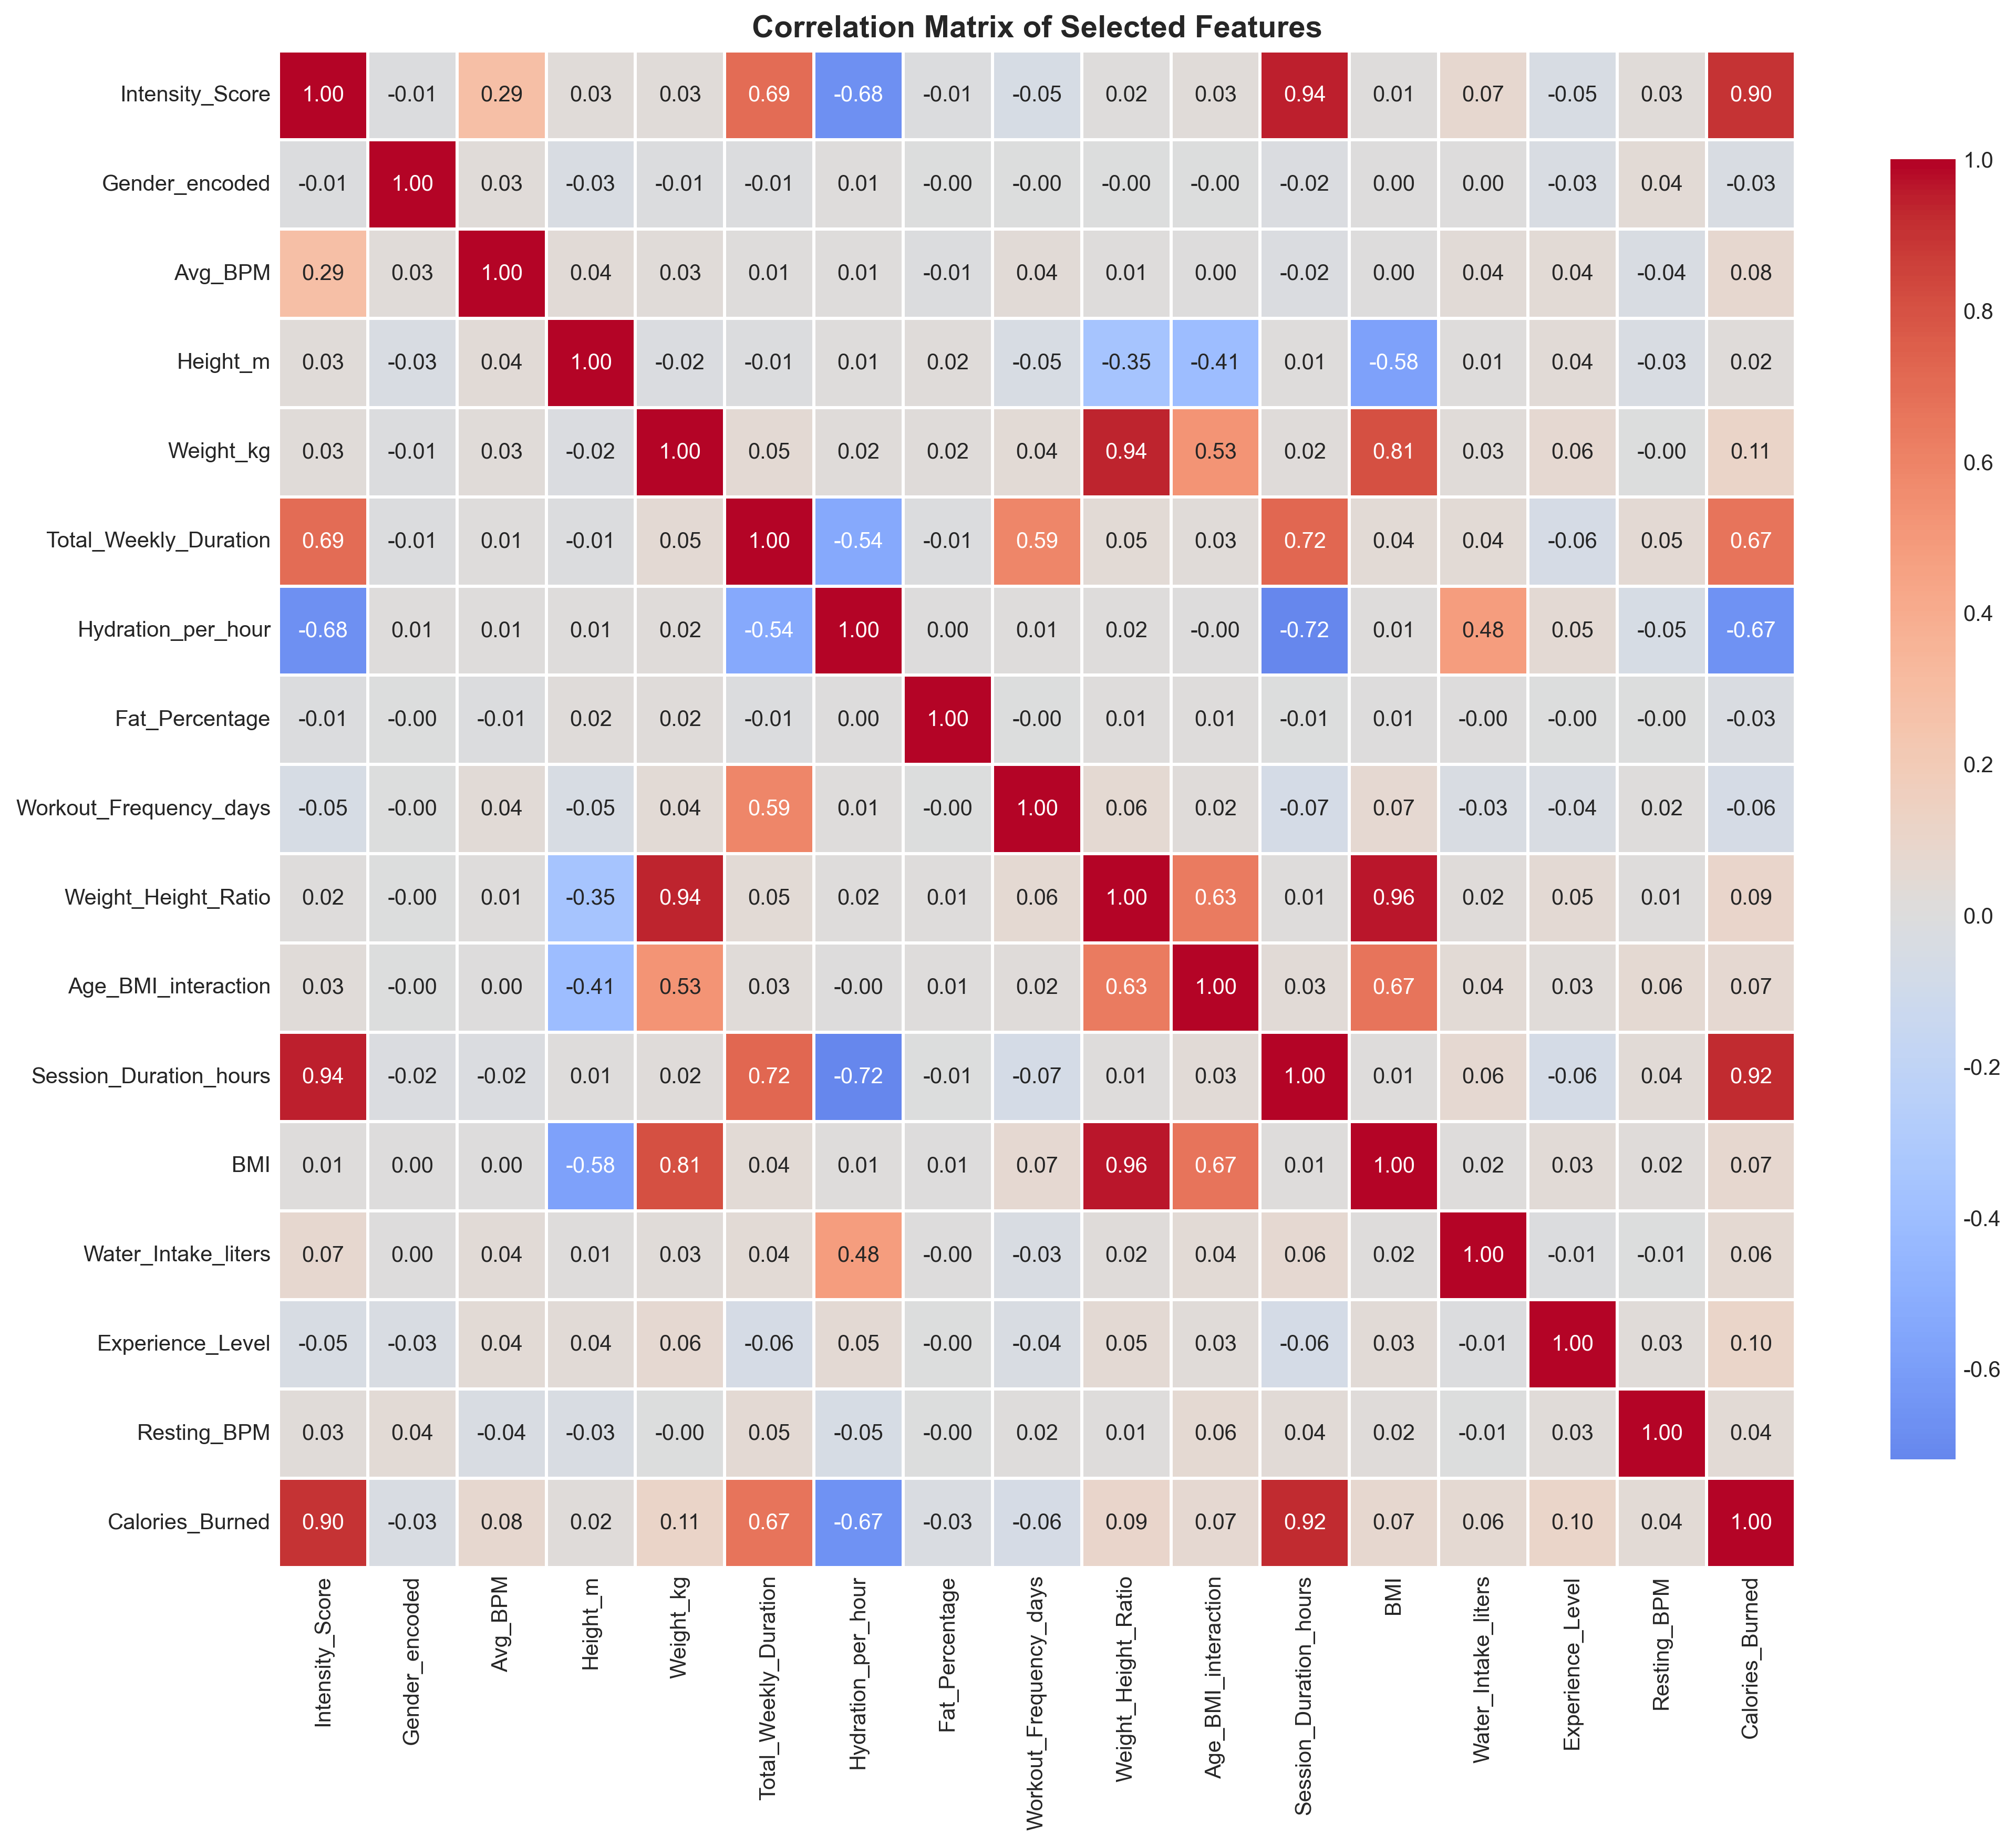 Correlation Matrix of Selected Features
Intensity_Score 1.00 -0.01 0.29 0.03 0.03 0.69 -0.68 -0.01 -0.05 0.02 0.03 0.94 0.01 0.07 -0.05 0.03 0.90
Gender_encoded -0.01 1.00 0.03 -0.03 -0.01 -0.01 0.01 -0.00 -0.00 -0.00 -0.00 -0.02 0.00 0.00 -0.03 0.04 -0.03
Avg_BPM 0.29 0.03 1.00 0.04 0.03 0.01 0.01 -0.01 0.04 0.01 0.00 -0.02 0.00 0.04 0.04 -0.04 0.08
Height_m 0.03 -0.03 0.04 1.00 -0.02 -0.01 0.01 0.02 -0.05 -0.35 -0.41 0.01 -0.58 0.01 0.04 -0.03 0.02
Weight_kg 0.03 -0.01 0.03 -0.02 1.00 0.05 0.02 0.02 0.04 0.94 0.53 0.02 0.81 0.03 0.06 -0.00 0.11
Total_Weekly_Duration 0.69 -0.01 0.01 -0.01 0.05 1.00 -0.54 -0.01 0.59 0.05 0.03 0.72 0.04 0.04 -0.06 0.05 0.67
Hydration_per_hour -0.68 0.01 0.01 0.01 0.02 -0.54 1.00 0.00 0.01 0.02 -0.00 -0.72 0.01 0.48 0.05 -0.05 -0.67
Fat_Percentage -0.01 -0.00 -0.01 0.02 0.02 -0.01 0.00 1.00 -0.00 0.01 0.01 -0.01 0.01 -0.00 -0.00 -0.00 -0.03
Workout_Frequency_days -0.05 -0.00 0.04 -0.05 0.04 0.59 0.01 -0.00 1.00 0.06 0.02 -0.07 0.07 -0.03 -0.04 0.02 -0.06
Weight_Height_Ratio 0.02 -0.00 0.01 -0.35 0.94 0.05 0.02 0.01 0.06 1.00 0.63 0.01 0.96 0.02 0.05 0.01 0.09
Age_BMI_interaction 0.03 -0.00 0.00 -0.41 0.53 0.03 -0.00 0.01 0.02 0.63 1.00 0.03 0.67 0.04 0.03 0.06 0.07
Session_Duration_hours 0.94 -0.02 -0.02 0.01 0.02 0.72 -0.72 -0.01 -0.07 0.01 0.03 1.00 0.01 0.06 -0.06 0.04 0.92
BMI 0.01 0.00 0.00 -0.58 0.81 0.04 0.01 0.01 0.07 0.96 0.67 0.01 1.00 0.02 0.03 0.02 0.07
Water_Intake_liters 0.07 0.00 0.04 0.01 0.03 0.04 0.48 -0.00 -0.03 0.02 0.04 0.06 0.02 1.00 -0.01 -0.01 0.06
Experience_Level -0.05 -0.03 0.04 0.04 0.06 -0.06 0.05 -0.00 -0.04 0.05 0.03 -0.06 0.03 -0.01 1.00 0.03 0.10
Resting_BPM 0.03 0.04 -0.04 -0.03 -0.00 0.05 -0.05 -0.00 0.02 0.01 0.06 0.04 0.02 -0.01 0.03 1.00 0.04
Calories_Burned 0.90 -0.03 0.08 0.02 0.11 0.67 -0.67 -0.03 -0.06 0.09 0.07 0.92 0.07 0.06 0.10 0.04 1.00
Intensity_Score
Gender_encoded
Avg_BPM
Height_m
Weight_kg
Total_Weekly_Duration
Hydration_per_hour
Fat_Percentage
Workout_Frequency_days
Weight_Height_Ratio
Age_BMI_interaction
Session_Duration_hours
BMI
Water_Intake_liters
Experience_Level
Resting_BPM
Calories_Burned
1.0
0.8
0.6
0.4
0.2
0.0
-0.2
-0.4
-0.6